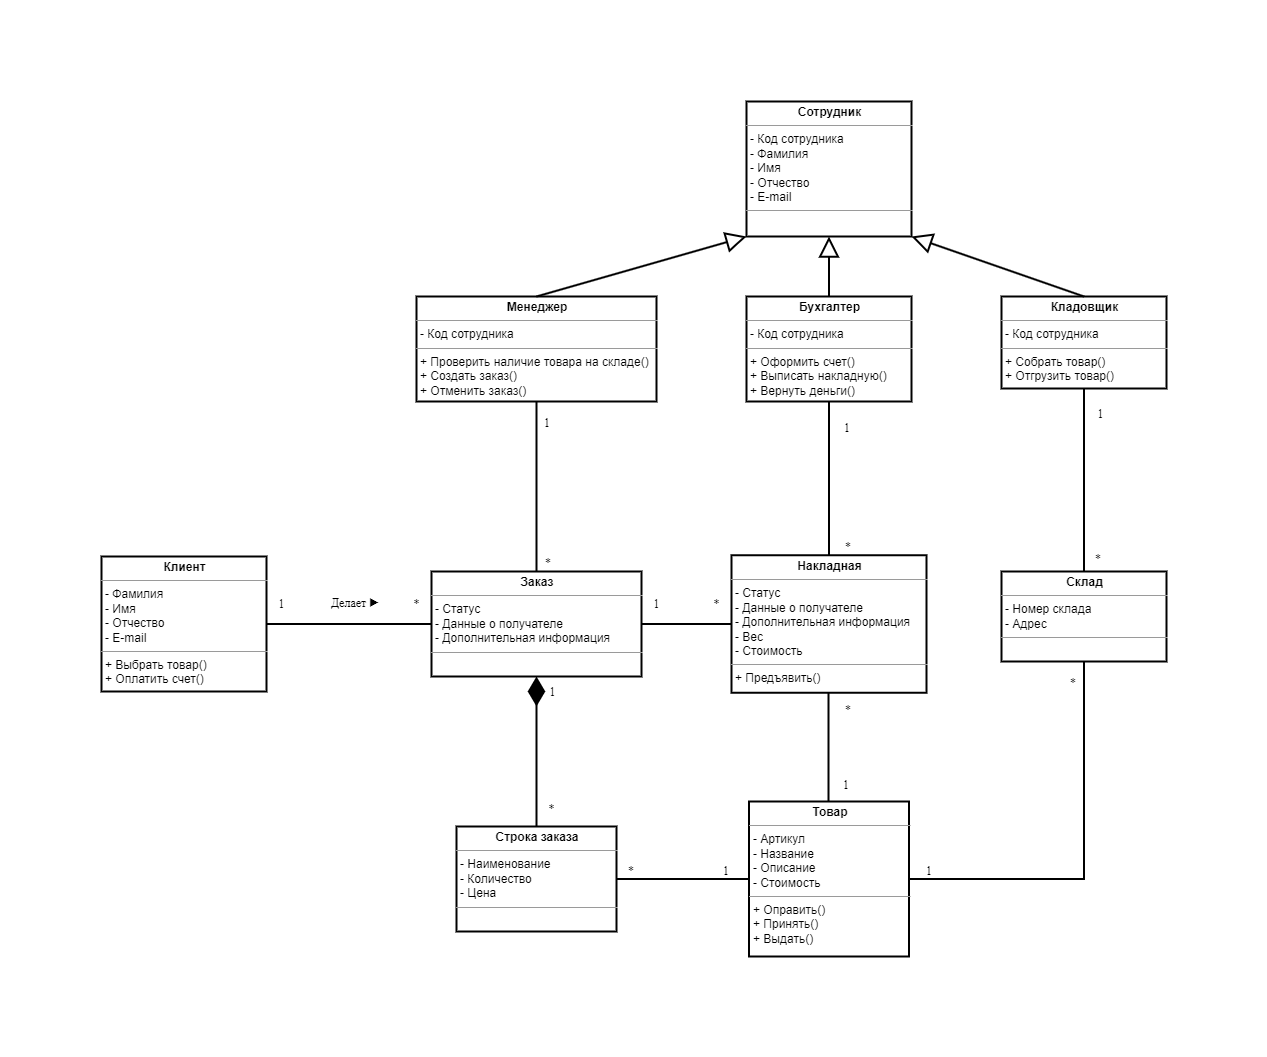 Сотрудник
- Код сотрудника
- Фамилия
- Имя
- Отчество
- E-mail
Менеджер
- Код сотрудника
+ Проверить наличие товара на складе()
+ Создать заказ()
+ Отменить заказ()
Бухгалтер
- Код сотрудника
+ Оформить счет()
+ Выписать накладную()
+ Вернуть деньги()
Кладовщик
- Код сотрудника
+ Собрать товар()
+ Отгрузить товар()
1
1
1
*
*
*
Клиент
- Фамилия
- Имя
- Отчество
- E-mail
+ Выбрать товар()
+ Оплатить счет()
1
Делает ►
*
Заказ
- Статус
- Данные о получателе
- Дополнительная информация
1
*
Накладная
- Статус
- Данные о получателе
- Дополнительная информация
- Вес
- Стоимость
+ Предъявить()
Склад
- Номер склада
- Адрес
1
*
*
*
1
Строка заказа
- Наименование
- Количество
- Цена
*
1
Товар
- Артикул
- Название
- Описание
- Стоимость
+ Оправить()
+ Принять()
+ Выдать()
1